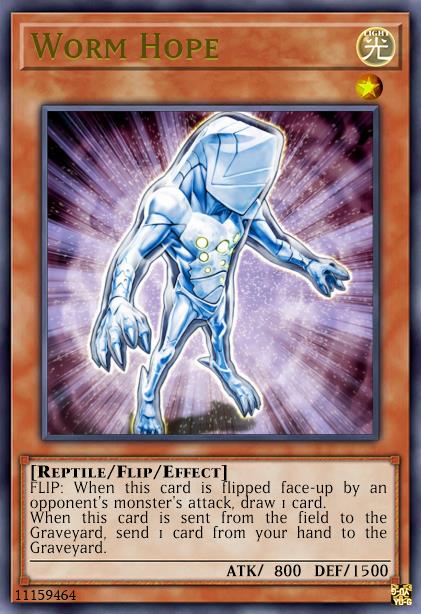 Worm Hope
LIGHT
光
[Reptile/Flip/Effect]
FLIP: When this card is flipped face-up by an
opponent's monster's attack, draw 1 card.
When this card is sent from the field to the
Graveyard, send 1 card from your hand to the
Graveyard.
ATK/ 800 DEF/1500
11159464